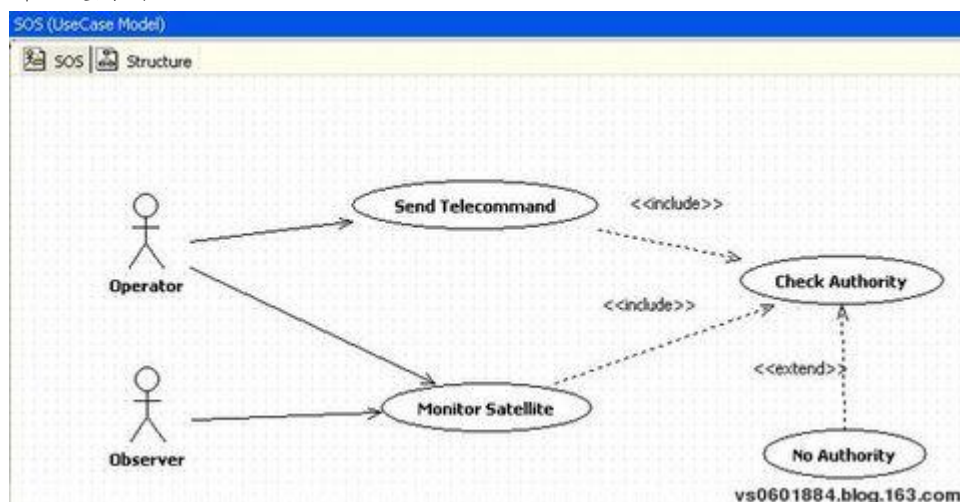 SOS (UseCase Model)
SOS Structure
Send Telecommand
<<include>>
Operator
Check Authority
<<include>>
<<extend>>
Monitor Satellite
Observer
No Authority
vs0601884.blog.163.com